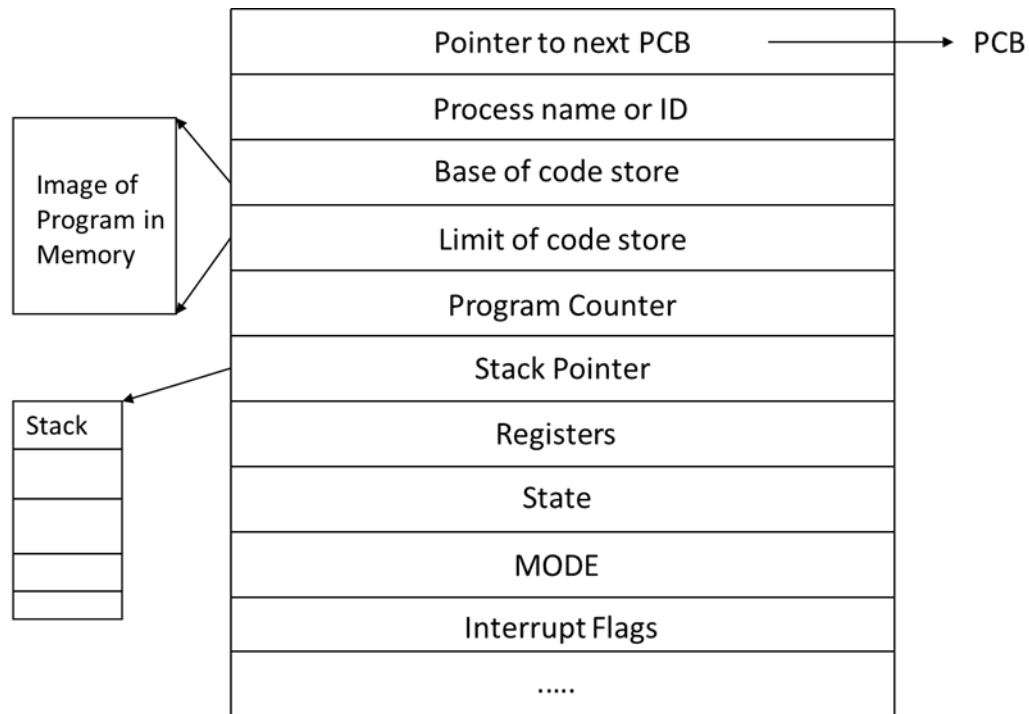 Pointer to next PCB
PCB
Process name or ID
Base of code store
Image of
Program in
Memory
Limit of code store
Program Counter
Stack Pointer
Stack
Registers
State
MODE
Interrupt Flags
.....